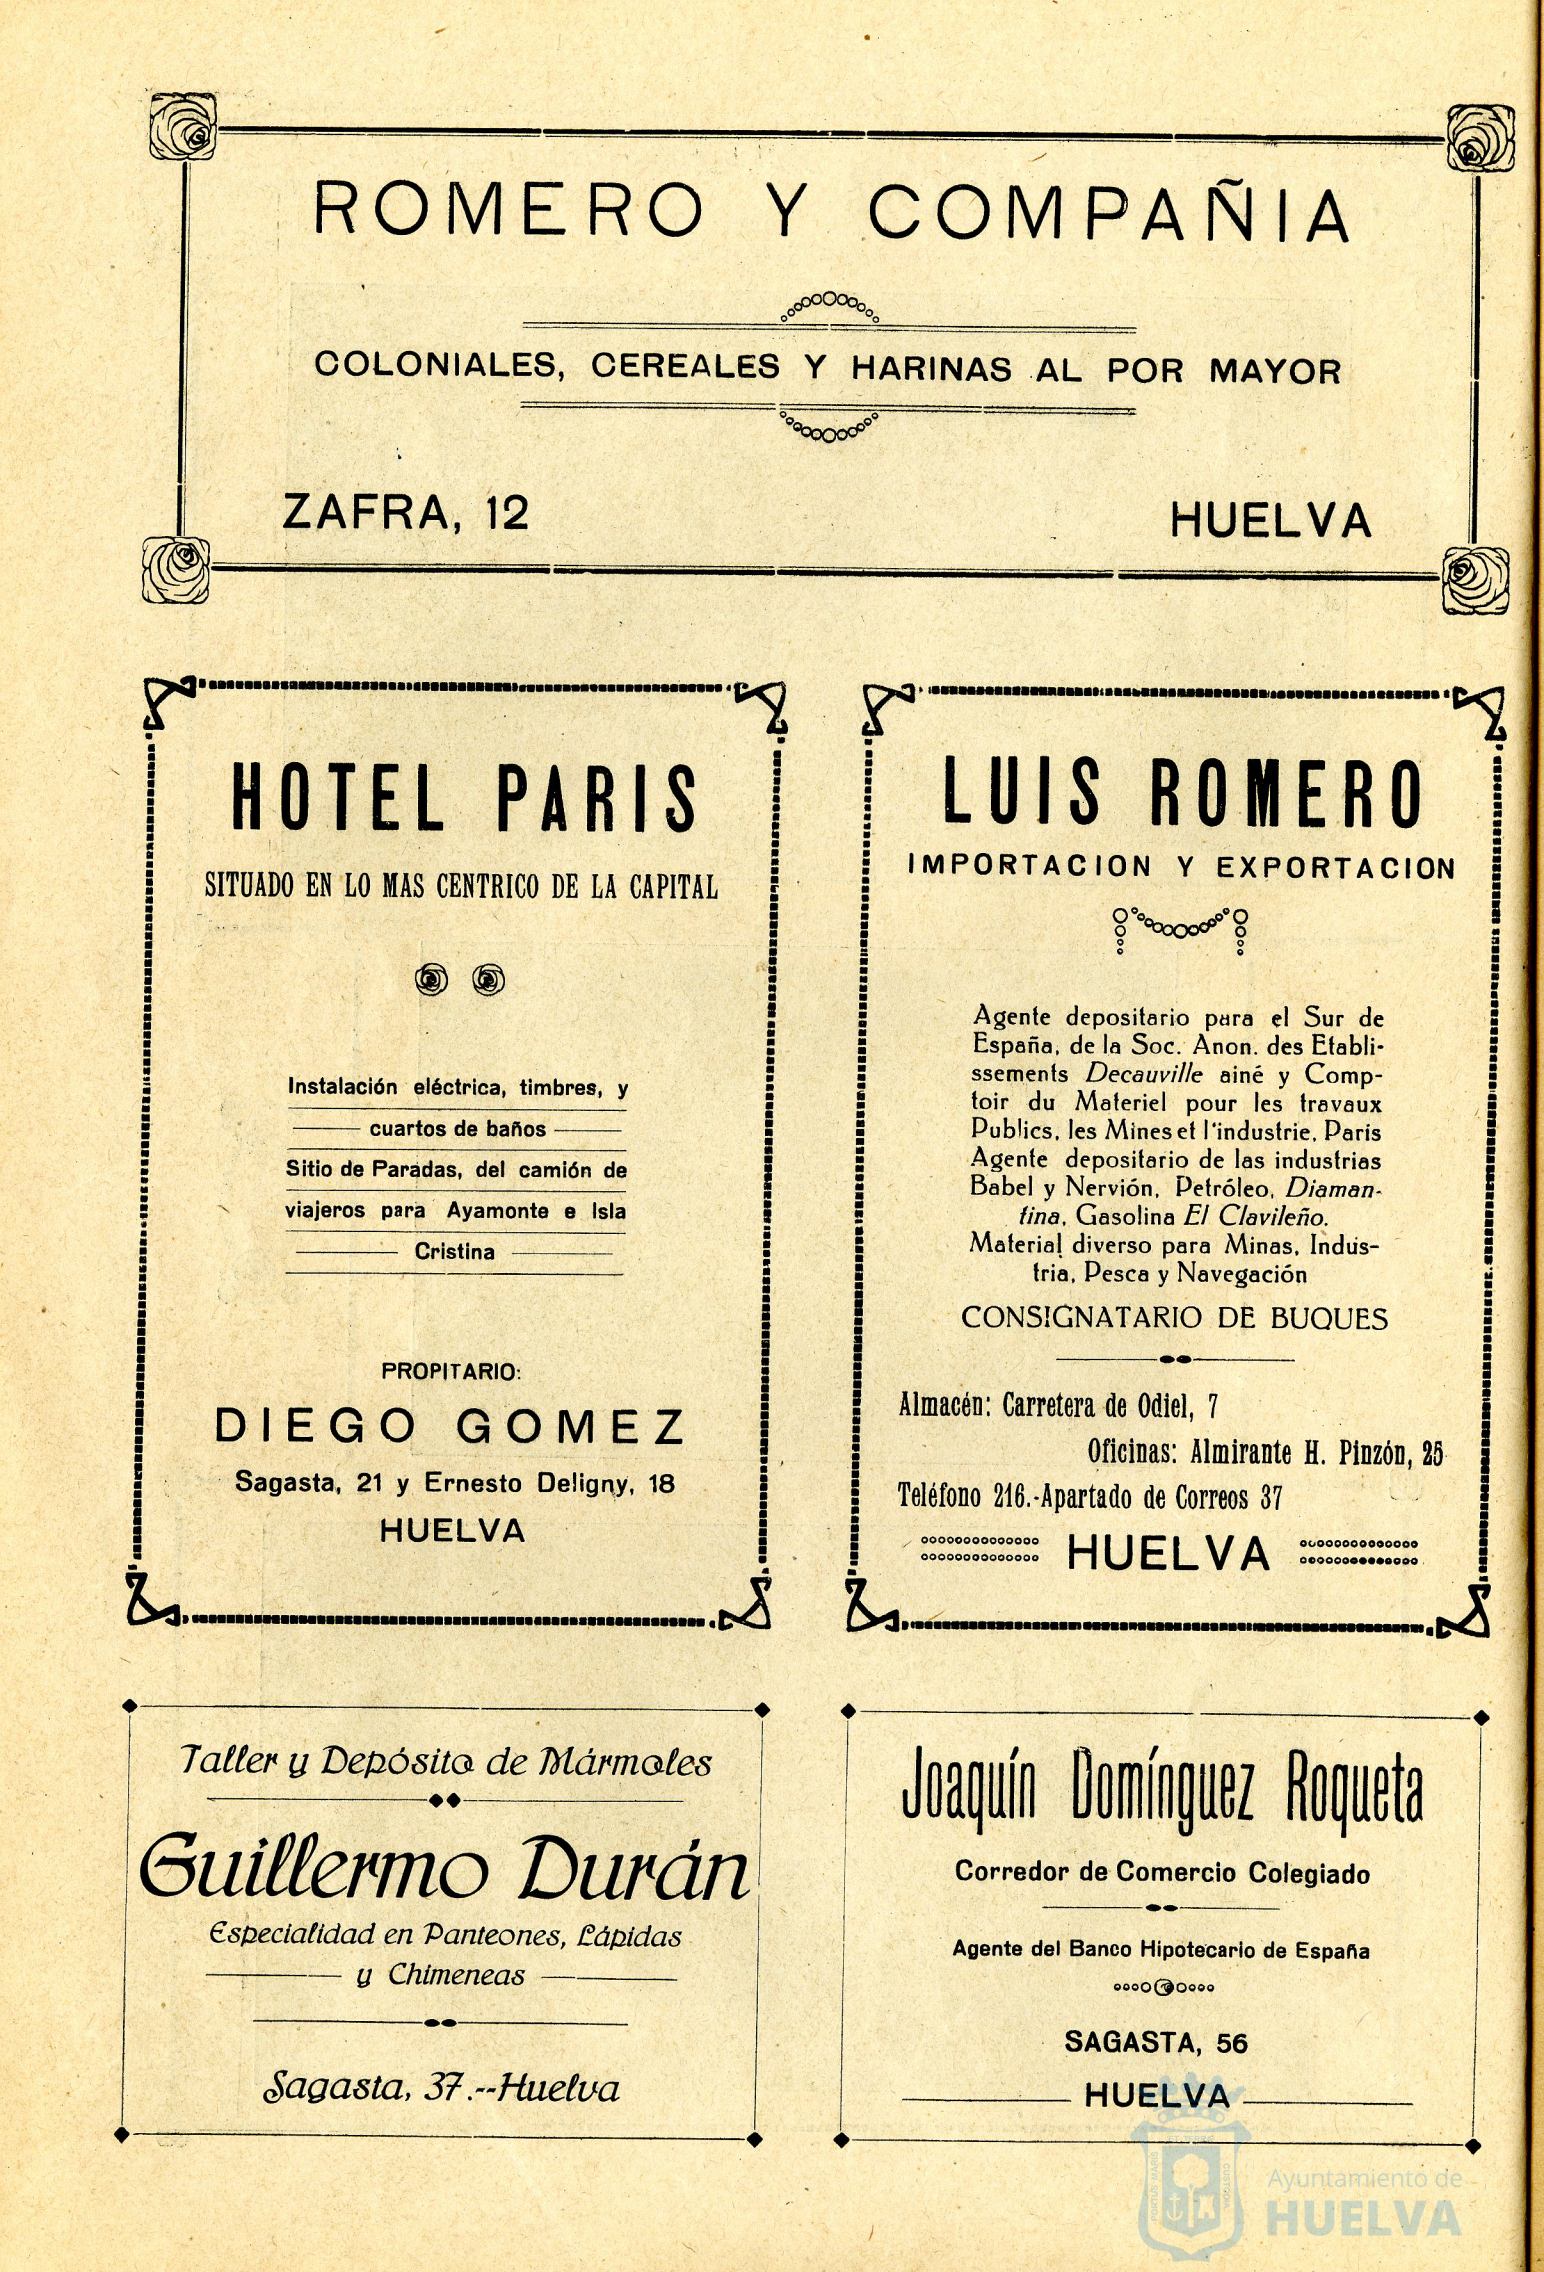 ROMERO Y COMPAÑIA
COLONIALES, CEREALES Y HARINAS AL POR MAYOR
ZAFRA, 12 HUELVA
HOTEL PARIS
SITUADO EN LO MAS CENTRICO DE LA CAPITAL
Instalación eléctrica, timbres, y
cuartos de baños
Sitio de Paradas, del camión de
viajeros para Ayamonte e Isla
Cristina
PROPITARIO:
DIEGO GOMEZ
Sagasta, 21 y Ernesto Deligny, 18
HUELVA
LUIS ROMERO
IMPORTACION Y EXPORTACION
Agente depositario para el Sur de
España, de la Soc. Anon. des Etabli-
ssements Decauville ainé y Comp-
toir du Materiel pour les travaux
Publics, les Mines et l'industrie, Paris
Agente depositario de las industrias
Babel y Nervión, Petróleo, Diaman-
tina, Gasolina El Clavileño.
Material diverso para Minas, Indus-
tria, Pesca y Navegación
CONSIGNATARIO DE BUQUES
Almacén: Carretera de Odiel, 7
Oficinas: Almirante H. Pinzón, 25
Teléfono 216.-Apartado de Correos 37
HUELVA
Taller y Depósito de Mármoles
Guillermo Durán
Especialidad en Panteones, Lápidas
y Chimeneas
Sagasta, 37.--Huelva
Joaquín Domínguez Roqueta
Corredor de Comercio Colegiado
Agente del Banco Hipotecario de España
SAGASTA, 56
HUELVA
PORTUS MARIS
CUSTODIA
Ayuntamiento de
HUELVA